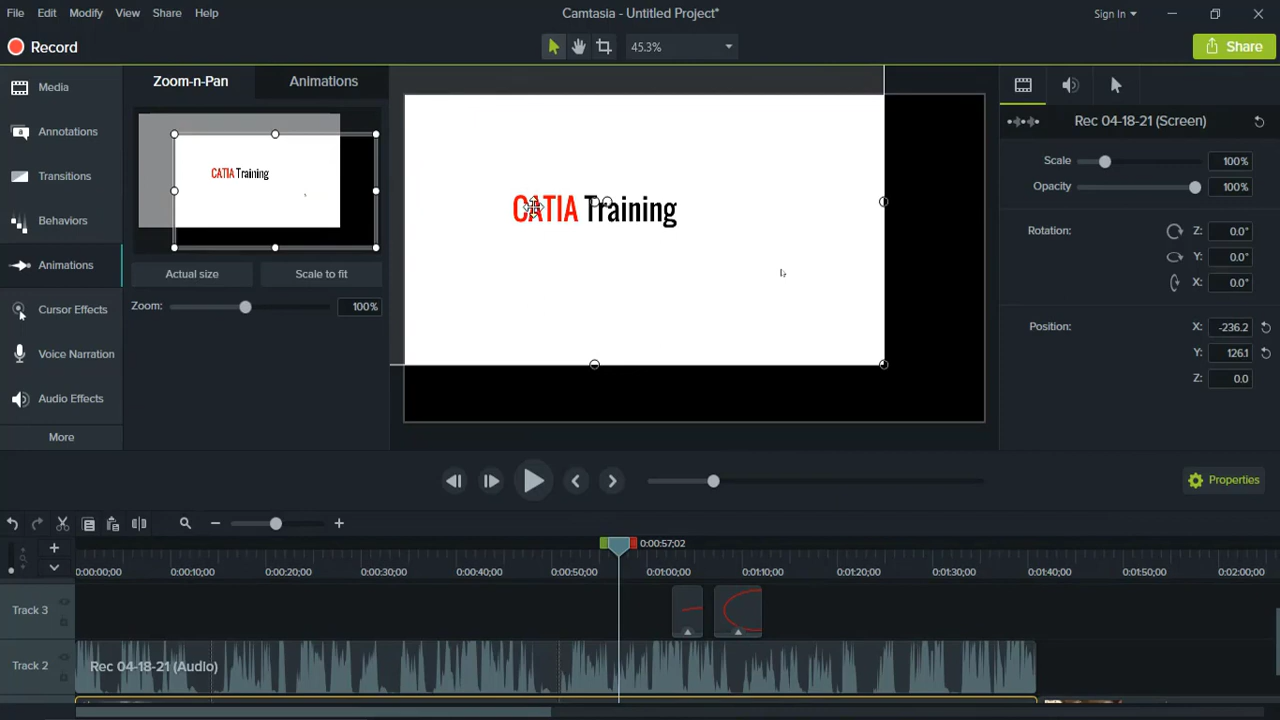 File Edit Modify View Share Help
Camtasia - Untitled Project*
Sign In
Record
45.3%
Share
Media
Annotations
Transitions
Behaviors
Animations
Cursor Effects
Voice Narration
Audio Effects
More
Zoom-n-Pan Animations
CATIA Training
Actual size Scale to fit
Zoom: 100%
CATIA Training
Rec 04-18-21 (Screen)
Scale 100%
Opacity 100%
Rotation: Z: 0.0°
Y: 0.0°
X: 0.0°
Position: X: -236.2
Y: 126.1
Z: 0.0
Properties
0:00:57;02
0:00:00;00 0:00:10;00 0:00:20;00 0:00:30;00 0:00:40;00 0:00:50;00 0:01:00;00 0:01:10;00 0:01:20;00 0:01:30;00 0:01:40;00 0:01:50;00 0:02:00;00
Track 3
Track 2
Rec 04-18-21 (Audio)